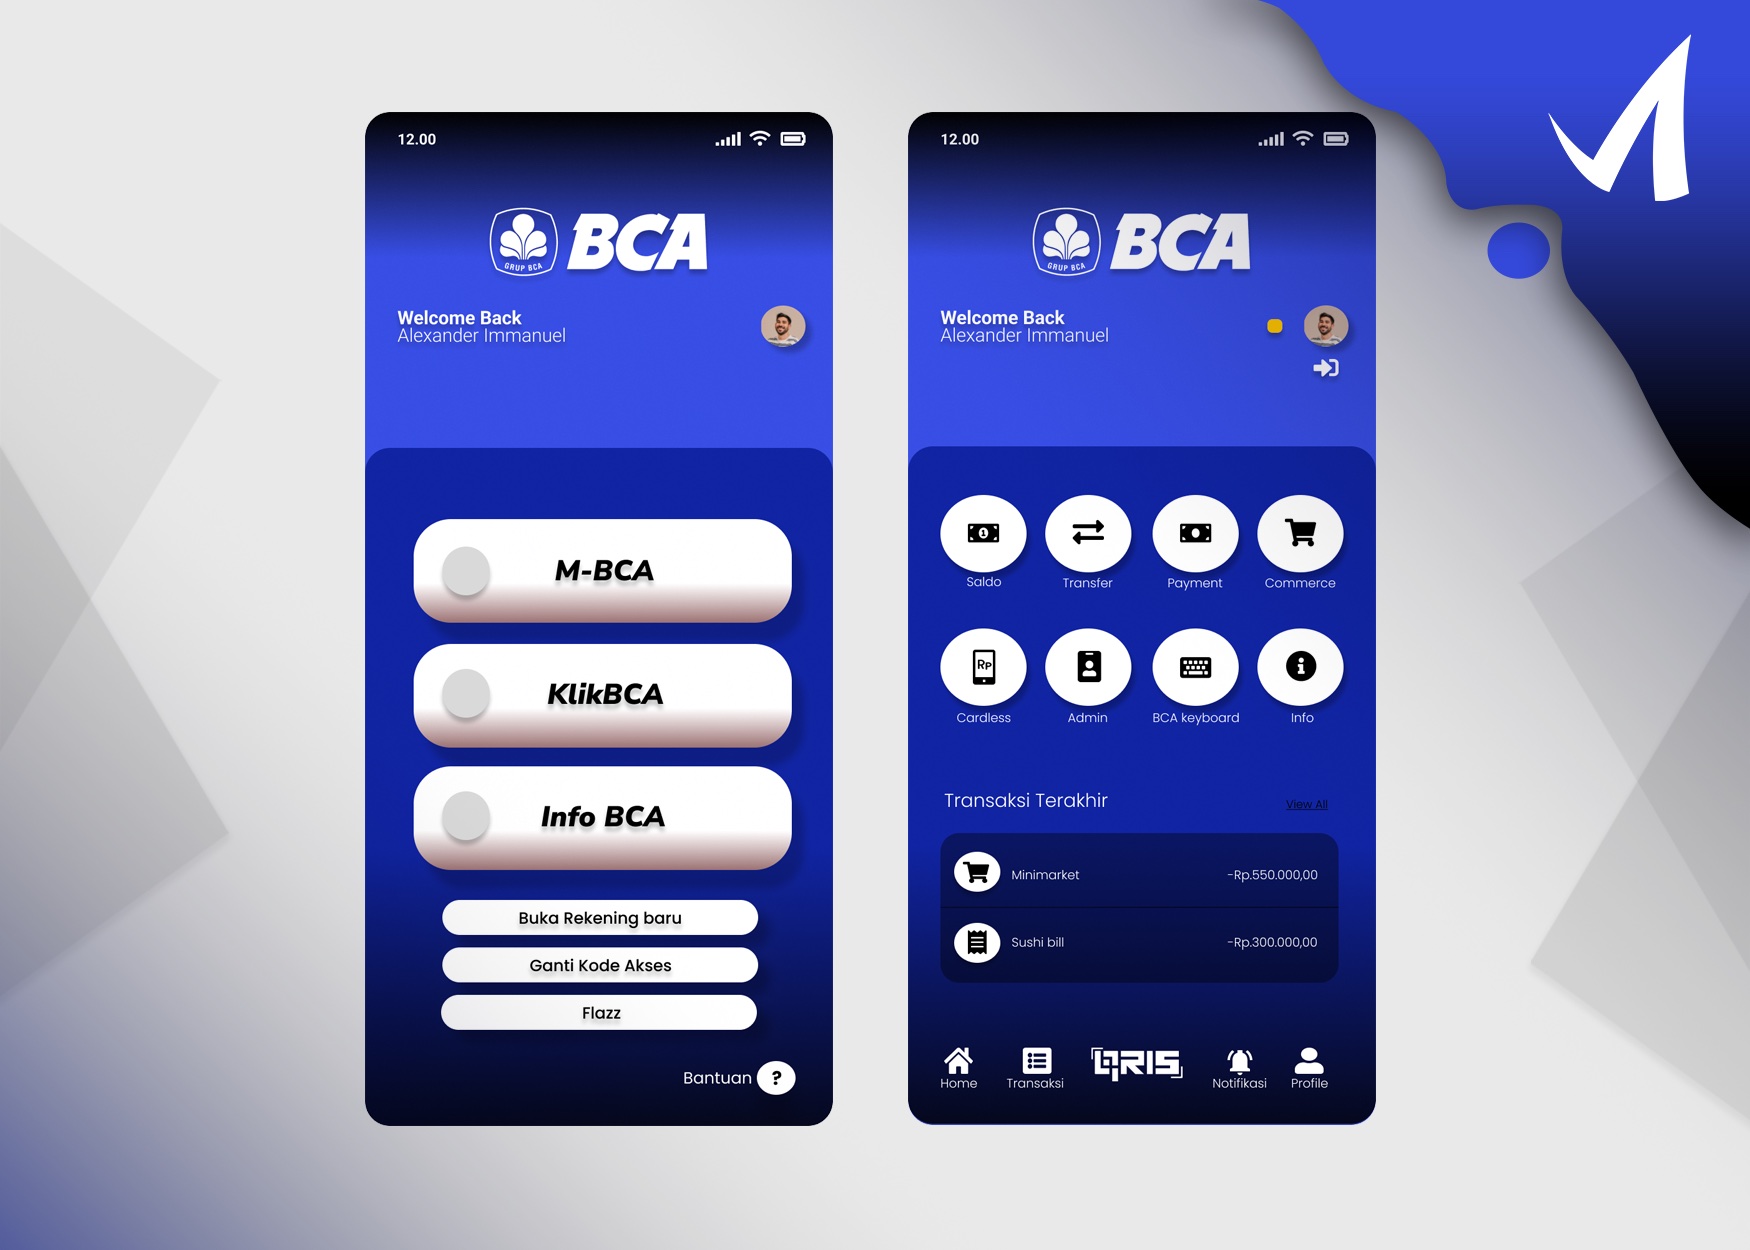 12.00
GRUP BCA
BCA
Welcome Back
Alexander Immanuel
M-BCA
KlikBCA
Info BCA
Buka Rekening baru
Ganti Kode Akses
Flazz
Bantuan ?
12.00
GRUP BCA
BCA
Welcome Back
Alexander Immanuel
1
Saldo Transfer Payment Commerce
RP
Cardless Admin BCA keyboard Info
Transaksi Terakhir View All
Minimarket -Rp.550.000,00
Sushi bill -Rp.300.000,00
QRIS
Home Transaksi Notifikasi Profile